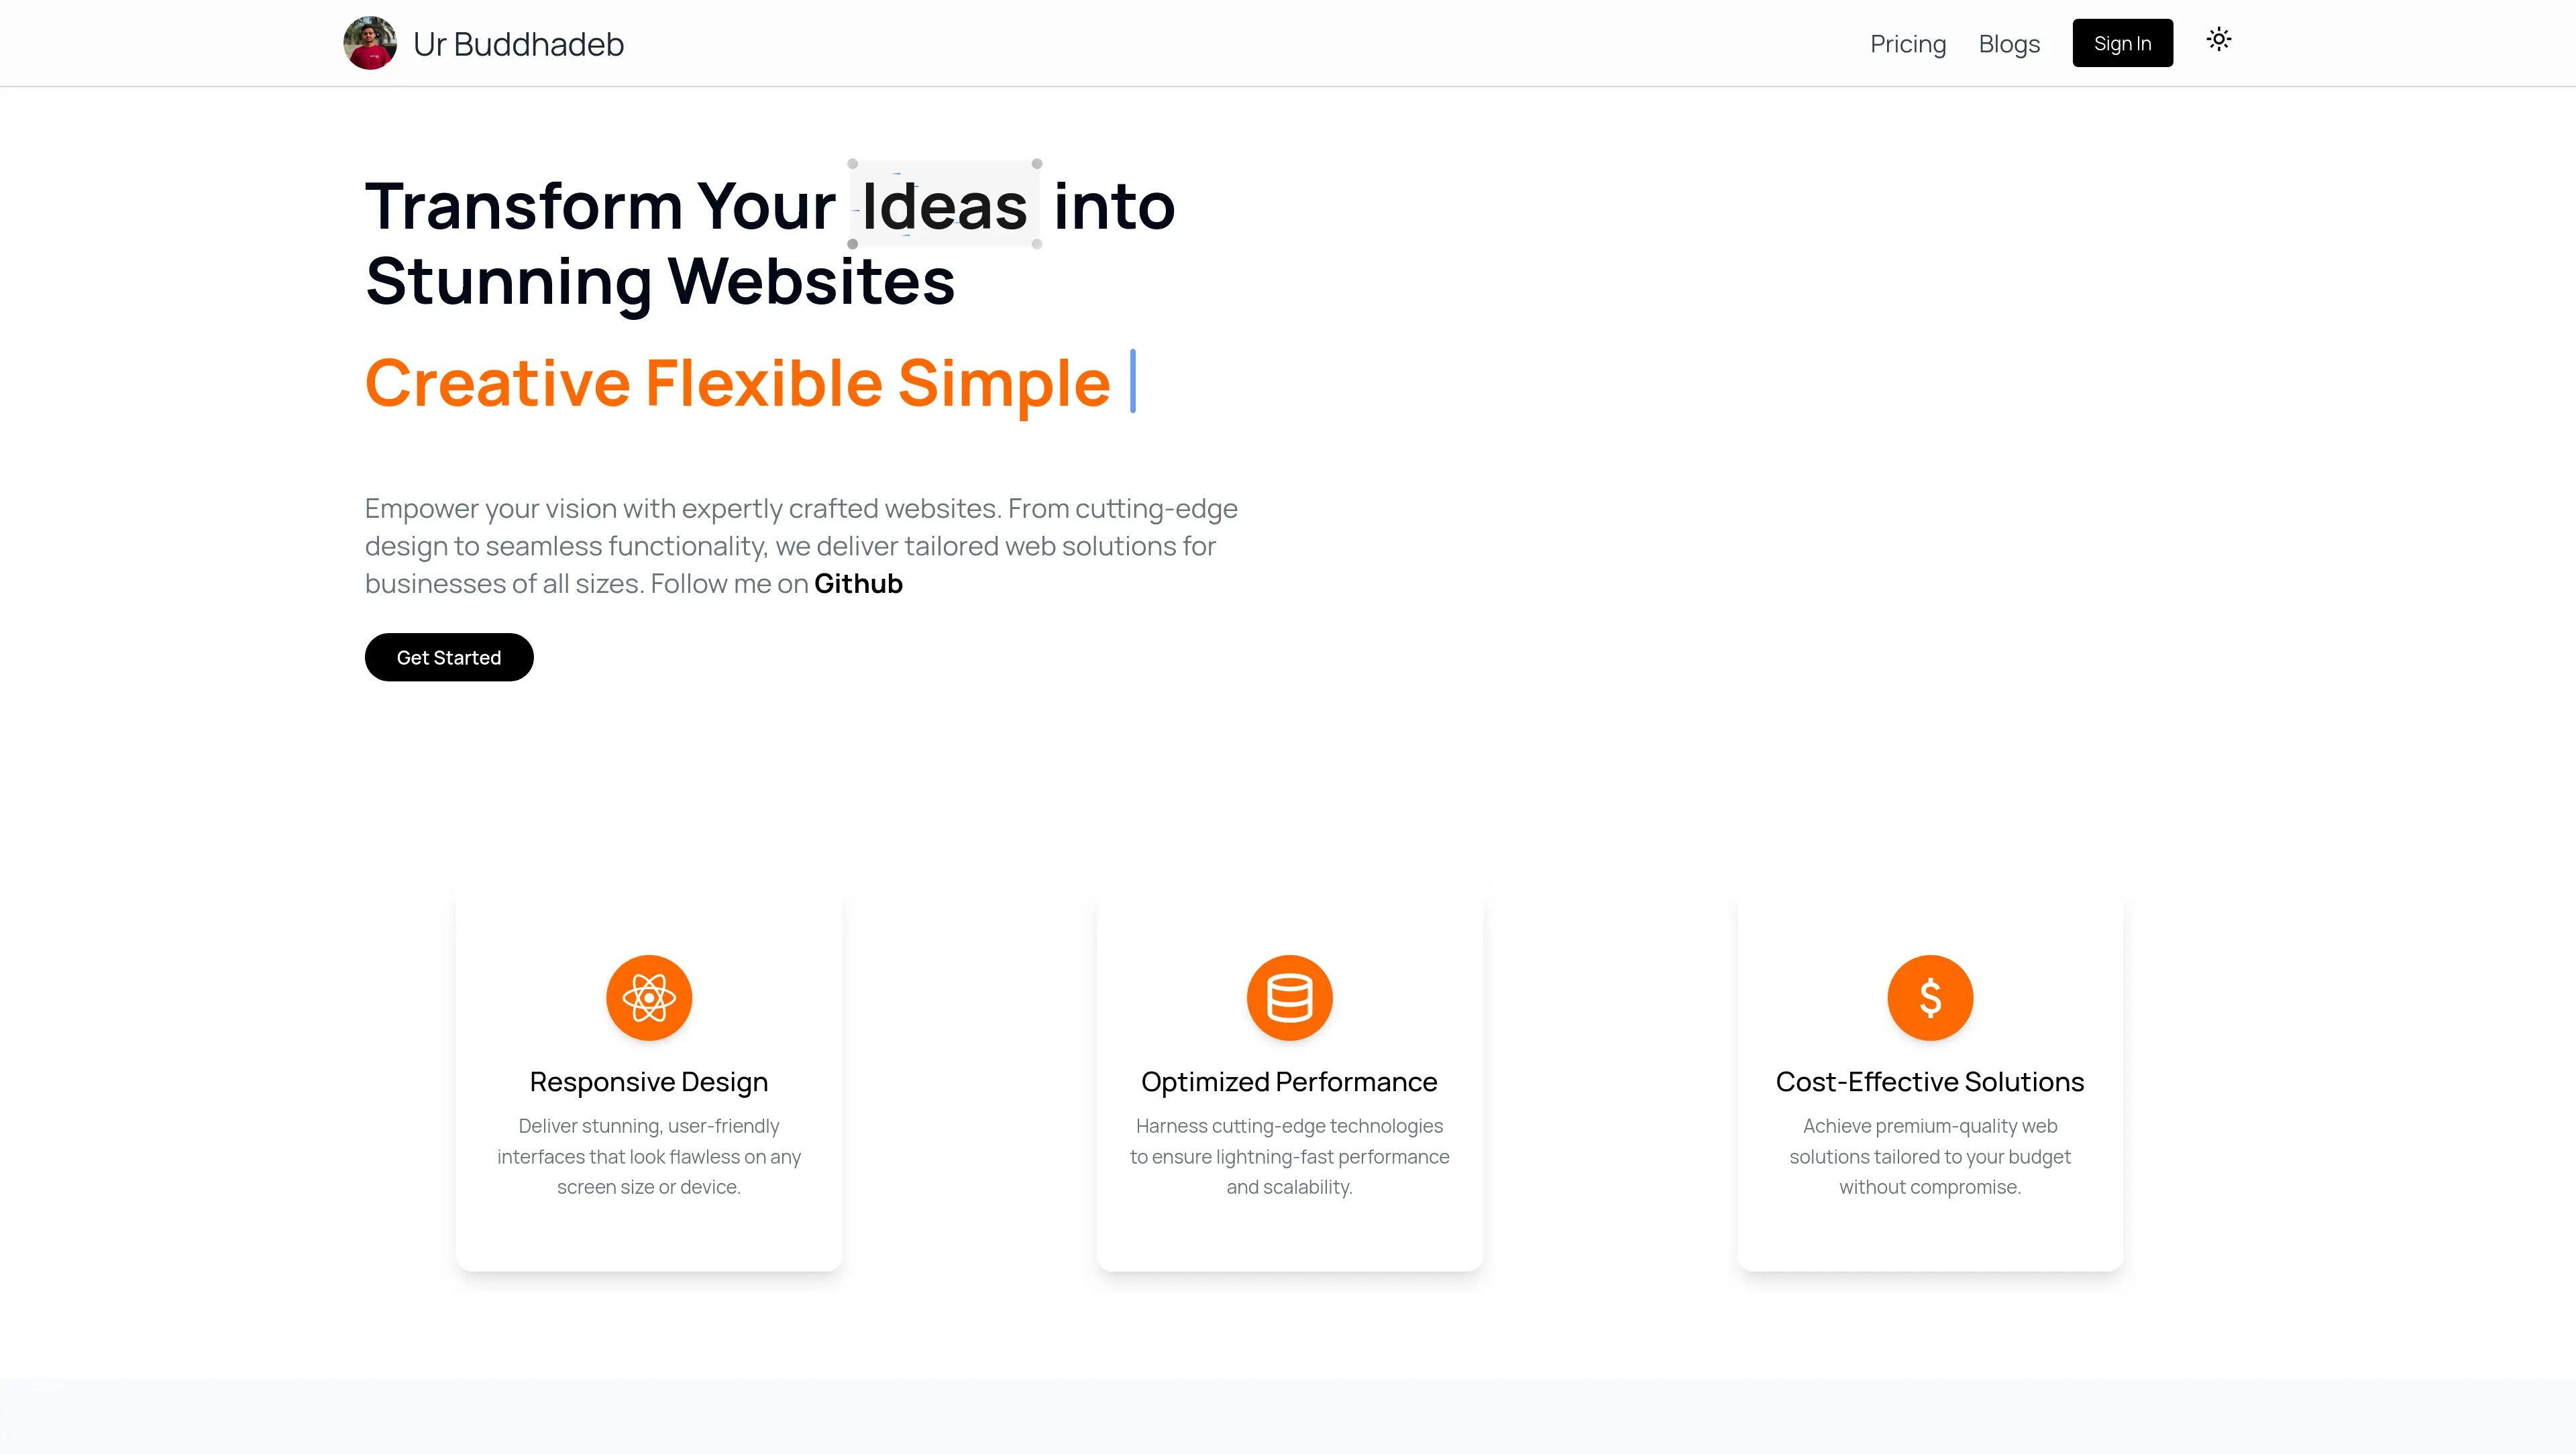 Ur Buddhadeb
Pricing
Blogs
Sign In
Transform Your Ideas into
Stunning Websites
Creative Flexible Simple
Empower your vision with expertly crafted websites. From cutting-edge
design to seamless functionality, we deliver tailored web solutions for
businesses of all sizes. Follow me on Github
Get Started
Responsive Design
Deliver stunning, user-friendly
interfaces that look flawless on any
screen size or device.
Optimized Performance
Harness cutting-edge technologies
to ensure lightning-fast performance
and scalability.
Cost-Effective Solutions
Achieve premium-quality web
solutions tailored to your budget
without compromise.